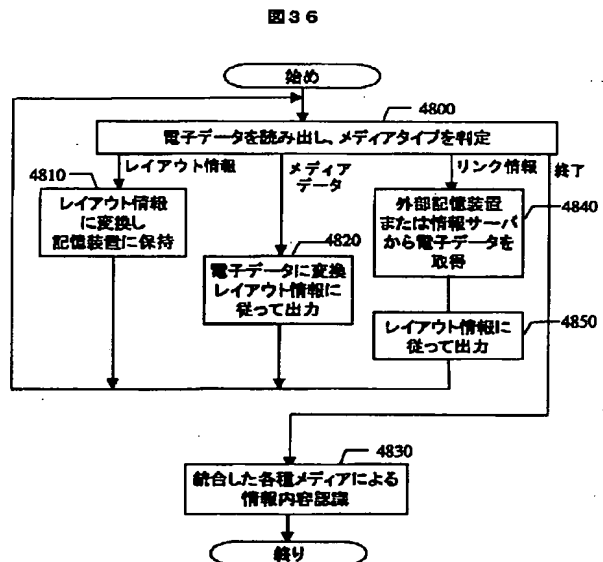 図36
始め
4800
電子データを読み出し、メディアタイプを判定
レイアウト情報
メディア
データ
リンク情報
終了
4810
レイアウト情報
に変換し
記憶装置に保持
4820
電子データに変換
レイアウト情報に
従って出力
4840
外部記憶装置
または情報サーバ
から電子データを
取得
4850
レイアウト情報に
従って出力
4830
統合した各種メディアによる
情報内容認識
終り